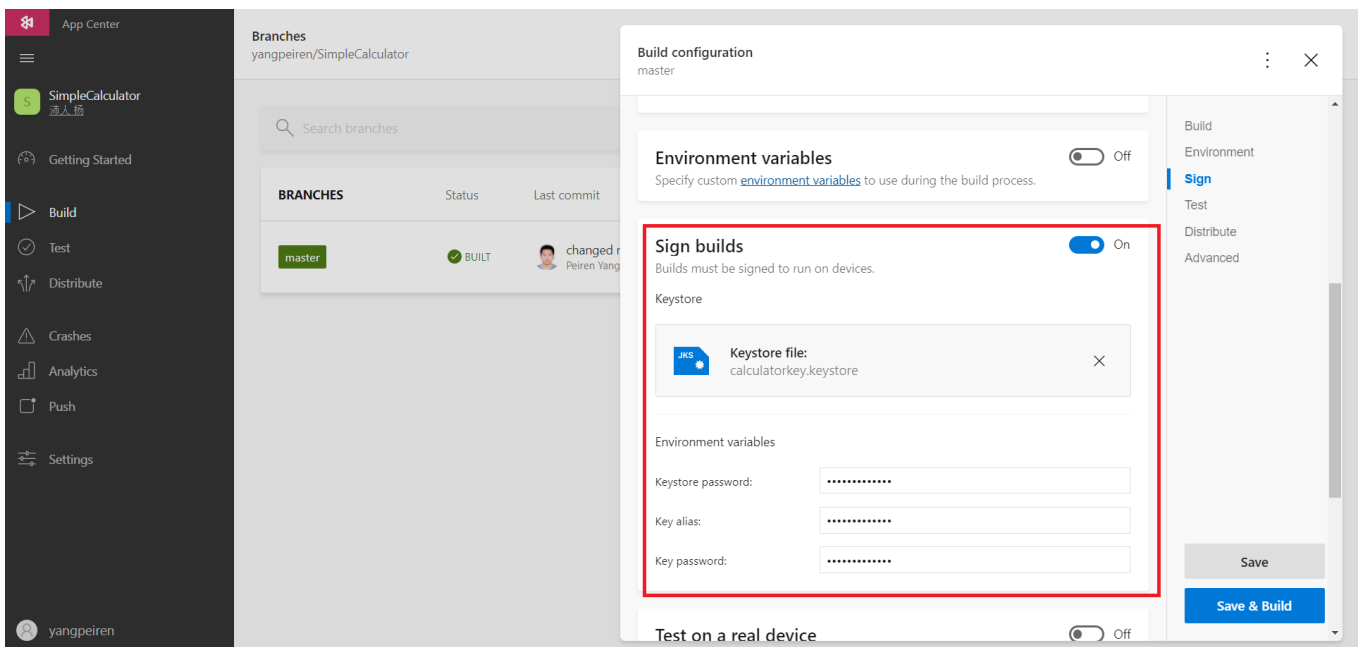 App Center
SimpleCalculator
沛人 杨
Getting Started
Build
Test
Distribute
Crashes
Analytics
Push
Settings
yangpeiren
Branches
yangpeiren/SimpleCalculator
Search branches
BRANCHES Status Last commit
master BUILT changed
Peiren Yang
Build configuration
master
Environment variables Off
Specify custom environment variables to use during the build process.
Sign builds On
Builds must be signed to run on devices.
Keystore
JKS
Keystore file:
calculatorkey.keystore
Environment variables
Keystore password: •••••••••••••
Key alias: •••••••••••••
Key password: •••••••••••••
Test on a real device Off
Build
Environment
Sign
Test
Distribute
Advanced
Save
Save & Build